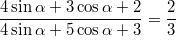 \frac{4\sin\alpha + 3\cos\alpha + 2}{4\sin\alpha + 5\cos\alpha + 3} = \frac{2}{3}